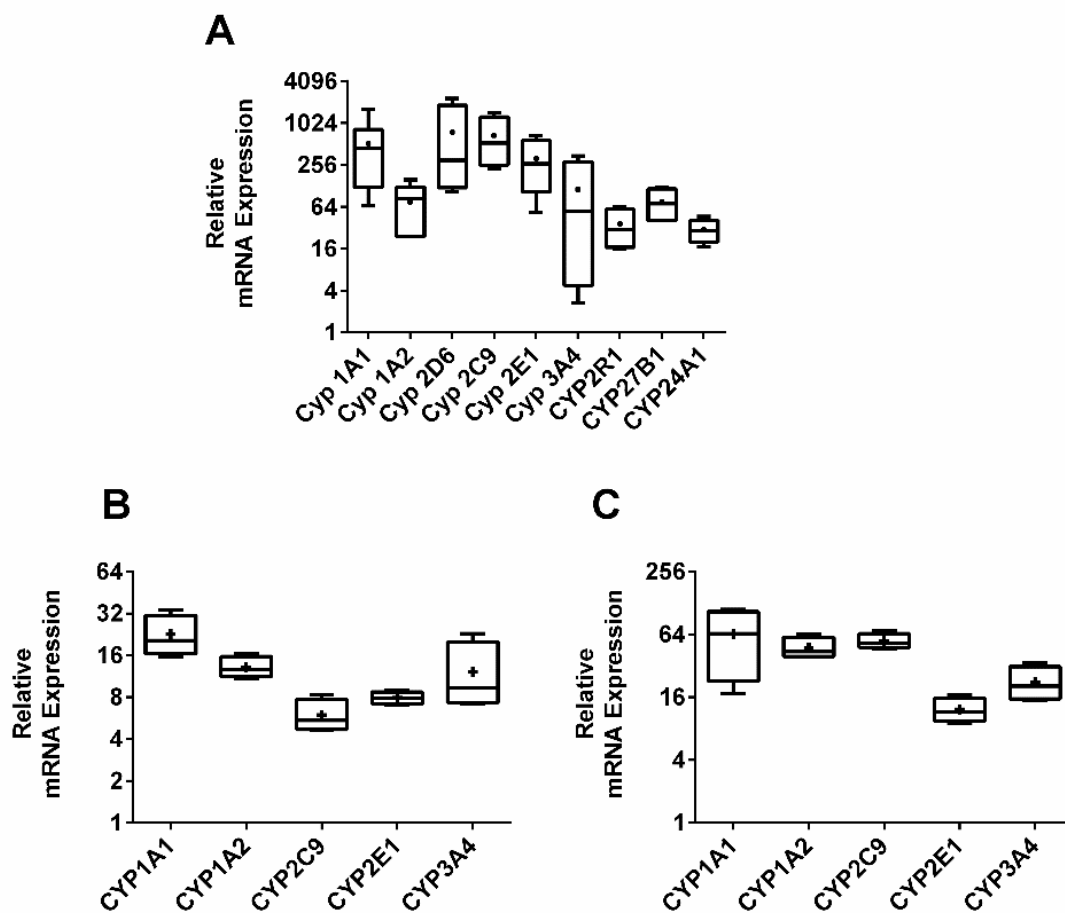 A
Relative
mRNA Expression
4096
1024
256
64
16
4
1
Cyp 1A1
Cyp 1A2
Cyp 2D6
Cyp 2C9
Cyp 2E1
Cyp 3A4
CYP2R1
CYP27B1
CYP24A1
B
Relative
mRNA Expression
64
32
16
8
4
2
1
CYP1A1
CYP1A2
CYP2C9
CYP2E1
CYP3A4
C
Relative
mRNA Expression
256
64
16
4
1
CYP1A1
CYP1A2
CYP2C9
CYP2E1
CYP3A4